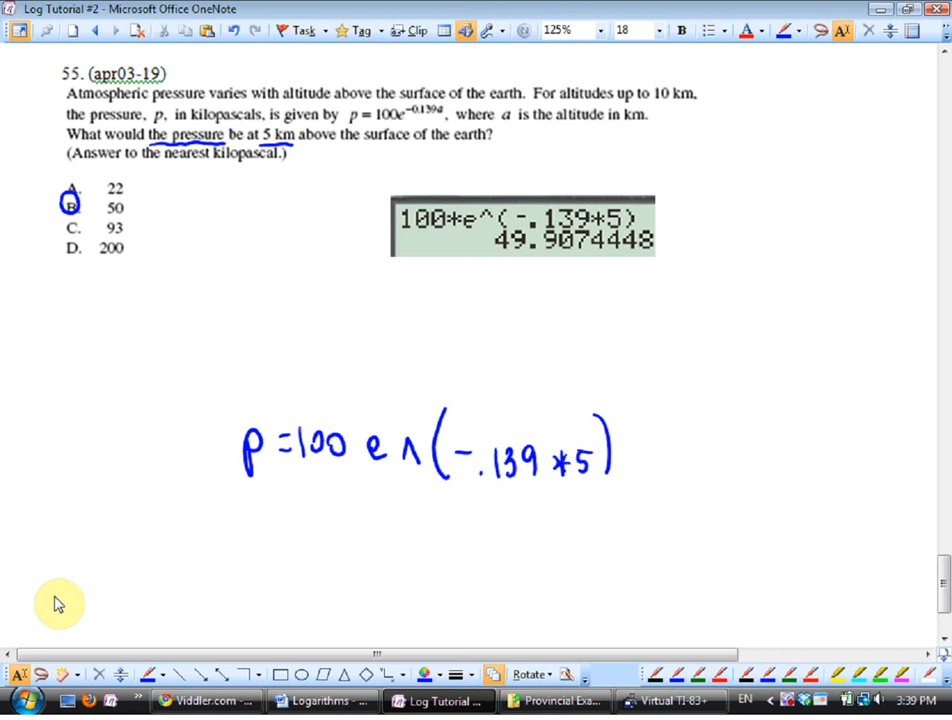 Log Tutorial #2 - Microsoft Office OneNote
Task Tag Clip 125% 18 B A A
55. (apr03-19)
Atmospheric pressure varies with altitude above the surface of the earth. For altitudes up to 10 km,
the pressure, p, in kilopascals, is given by p = 100e^−0.139a, where a is the altitude in km.
What would the pressure be at 5 km above the surface of the earth?
(Answer to the nearest kilopascal.)
A. 22
B. 50
C. 93
D. 200
100*e^(-.139*5)
49.9074448
p = 100 e ^ (-.139 * 5)
A Rotate
Viddler.com -... Logarithms - ... Log Tutorial ... Provincial Exa... Virtual TI-83+ EN 3:39 PM